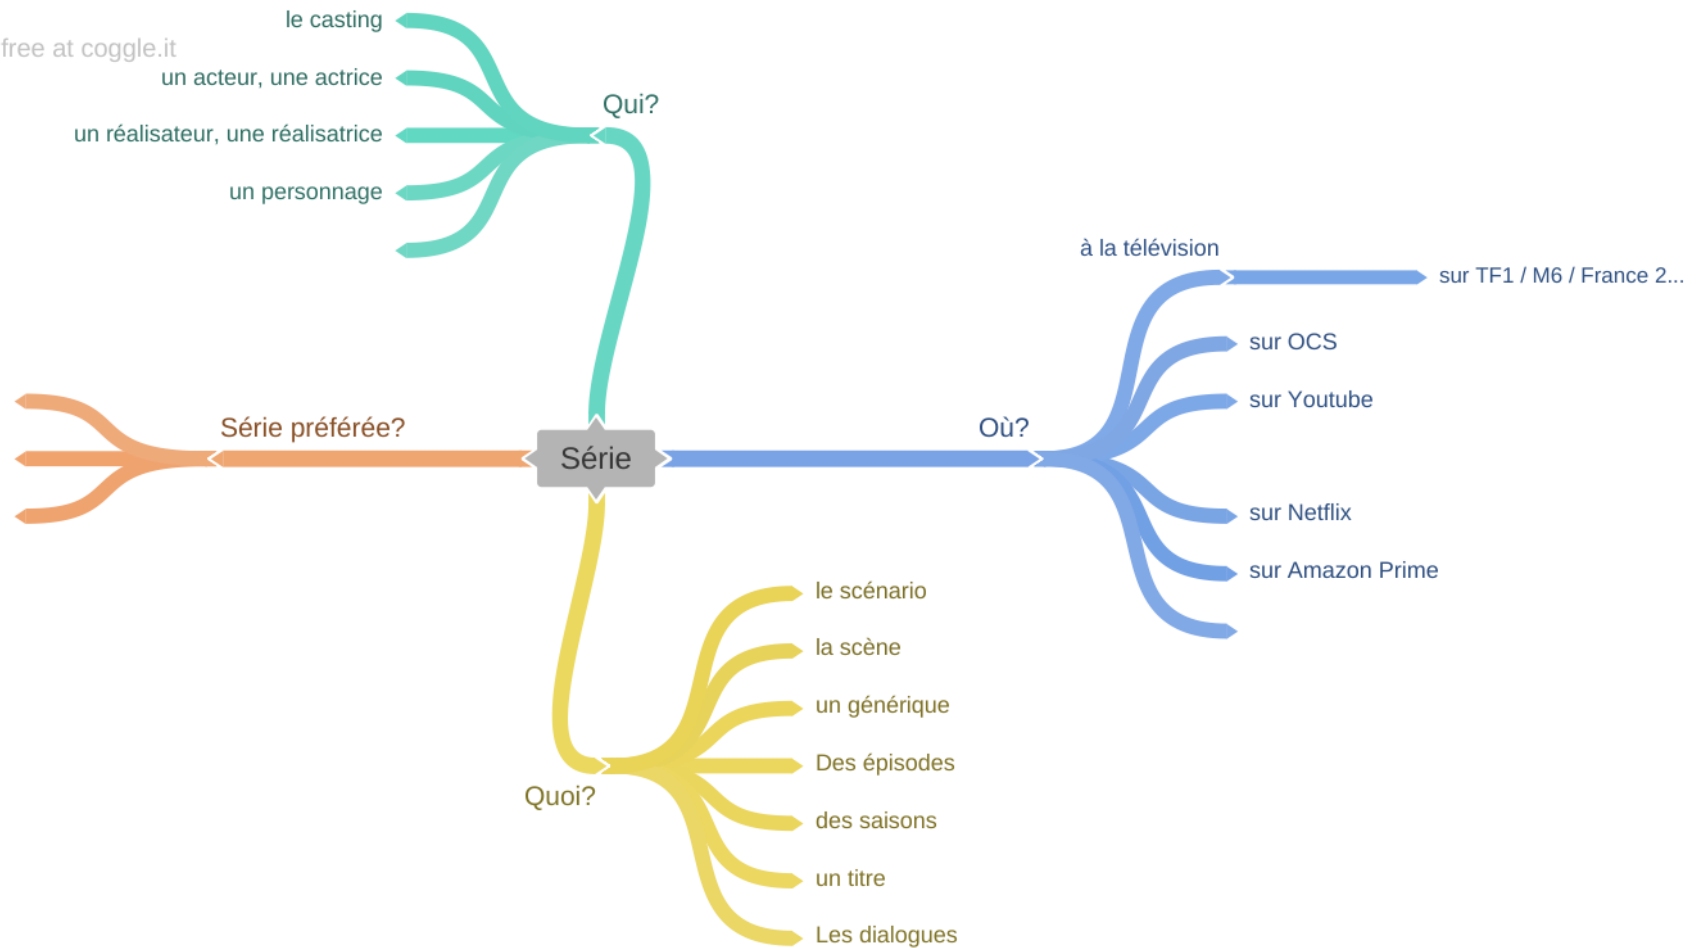 le casting
free at coggle.it
un acteur, une actrice
Qui?
un réalisateur, une réalisatrice
un personnage
à la télévision
sur TF1 / M6 / France 2...
sur OCS
sur Youtube
Série préférée?
Où?
Série
sur Netflix
sur Amazon Prime
le scénario
la scène
un générique
Des épisodes
Quoi?
des saisons
un titre
Les dialogues